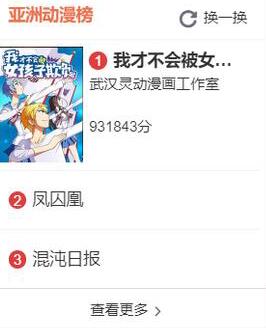 亚洲动漫榜
换一换
我才不会被
女孩子欺负
1 我才不会被女...
武汉灵动漫画工作室
931843分
2 凤囚凰
3 混沌日报
查看更多 >